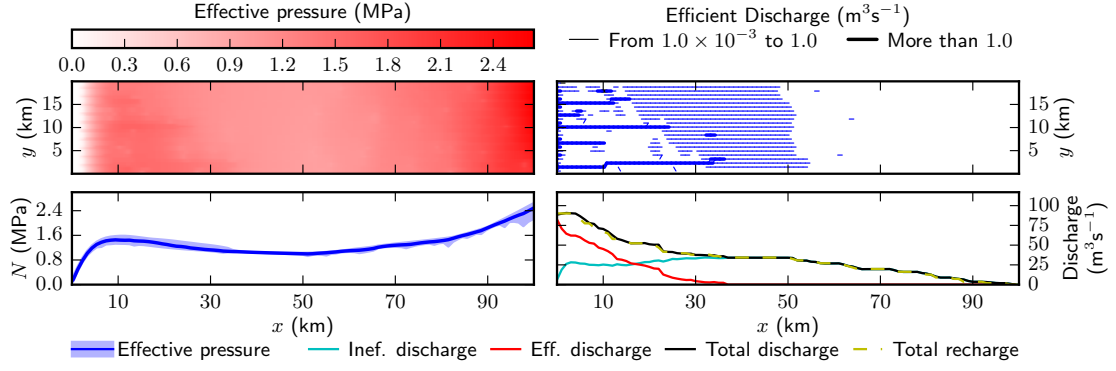 Effective pressure (MPa)
0.0 0.3 0.6 0.9 1.2 1.5 1.8 2.1 2.4
Efficient Discharge (m³s⁻¹)
From 1.0 × 10⁻³ to 1.0 More than 1.0
y (km)
15
10
5
15
10
5
y (km)
N (MPa)
2.4
1.6
0.8
0.0
10 30 50 70 90
x (km)
100
75
50
25
0
Discharge
(m³s⁻¹)
10 30 50 70 90
x (km)
Effective pressure Inef. discharge Eff. discharge Total discharge Total recharge